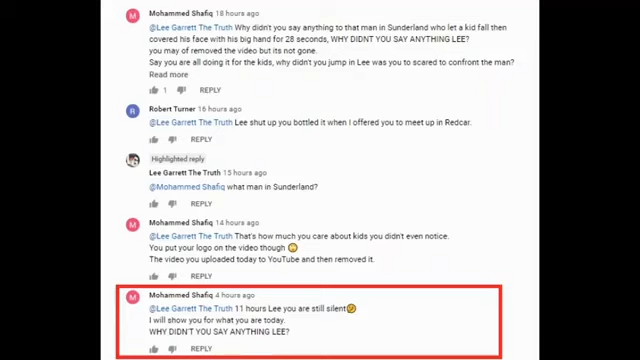 Mohammed Shafiq 18 hours ago
@Lee Garrett The Truth Why didn't you say anything to that man in Sunderland who let a kid fall then
covered his face with his big hand for 28 seconds, WHY DIDNT YOU SAY ANYTHING LEE?
you may of removed the video but its not gone.
Say you are all doing it for the kids, why didn't you jump in Lee was you to scared to confront the man?
Read more
1 REPLY
Robert Turner 16 hours ago
@Lee Garrett The Truth Lee shut up you bottled it when I offered you to meet up in Redcar.
REPLY
Highlighted reply
Lee Garrett The Truth 15 hours ago
@Mohammed Shafiq what man in Sunderland?
REPLY
Mohammed Shafiq 14 hours ago
@Lee Garrett The Truth That's how much you care about kids you didn't even notice.
You put your logo on the video though 🙄
The video you uploaded today to YouTube and then removed it.
REPLY
Mohammed Shafiq 4 hours ago
@Lee Garrett The Truth 11 hours Lee you are still silent
I will show you for what you are today.
WHY DIDN'T YOU SAY ANYTHING LEE?
REPLY
M
R
M
M